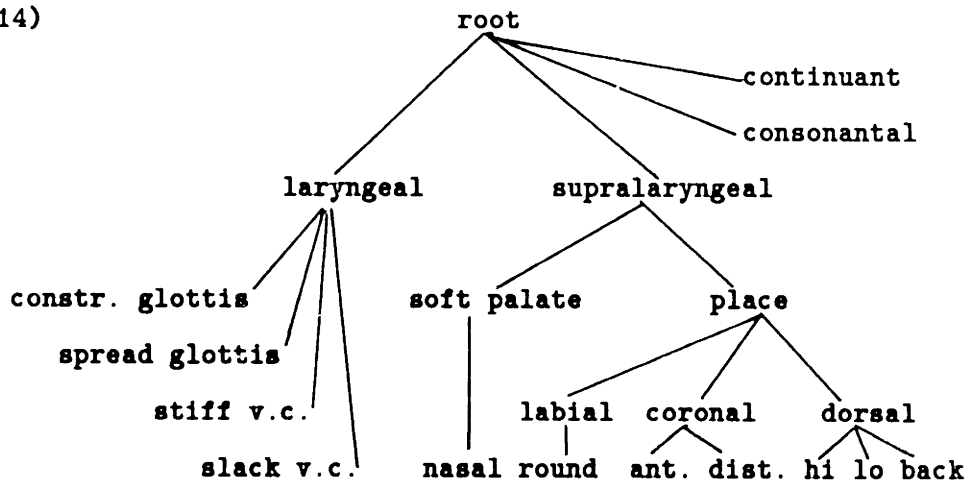 14) root
continuant
consonantal
laryngeal supralaryngeal
constr. glottis soft palate place
spread glottis
stiff v.c. labial coronal dorsal
slack v.c. nasal round ant. dist. hi lo back